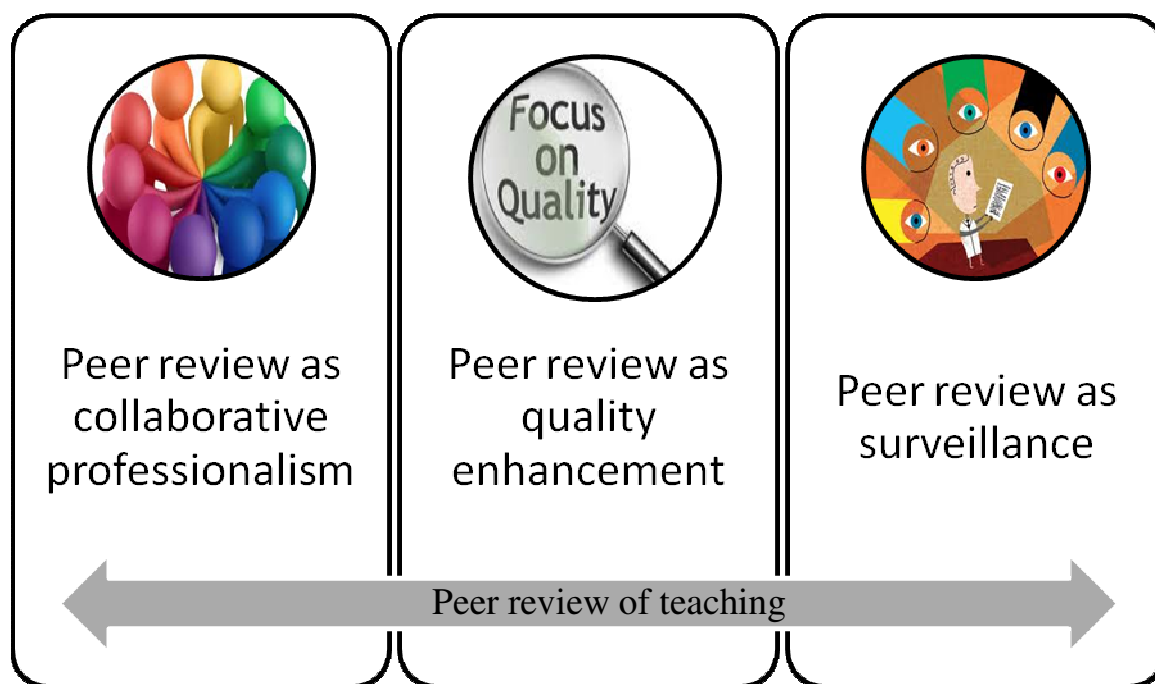 Focus
on
Quality
Peer review as
collaborative
professionalism
Peer review as
quality
enhancement
Peer review as
surveillance
Peer review of teaching